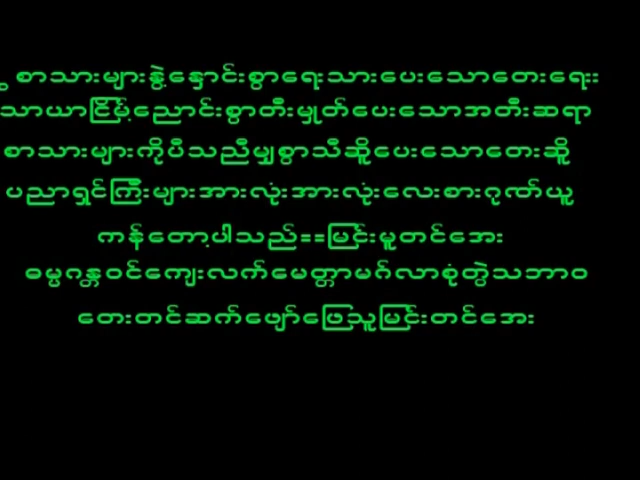 စာသားများနွဲ့နှောင်းစွာရေးသားပေးသောတေးရေး
သာယာငြိမ့်ညောင်းစွာတီးမှုတ်ပေးသောအတီးဆရာ
စာသားများကိုပီသညီမျှစွာသီဆိုပေးသောတေးဆို
ပညာရှင်ကြီးများအားလုံးအားလုံးလေးစားဂုဏ်ယူ
ကန်တော့ပါသည်==မြင်းမူတင်အေး
ဓမ္မဂန္တဝင်ကျေးလက်မေတ္တာမဂ်လာစုံတွဲသဘာဝ
တေးတင်ဆက်ဖျော်ဖြေသူမြင်းတင်အေး